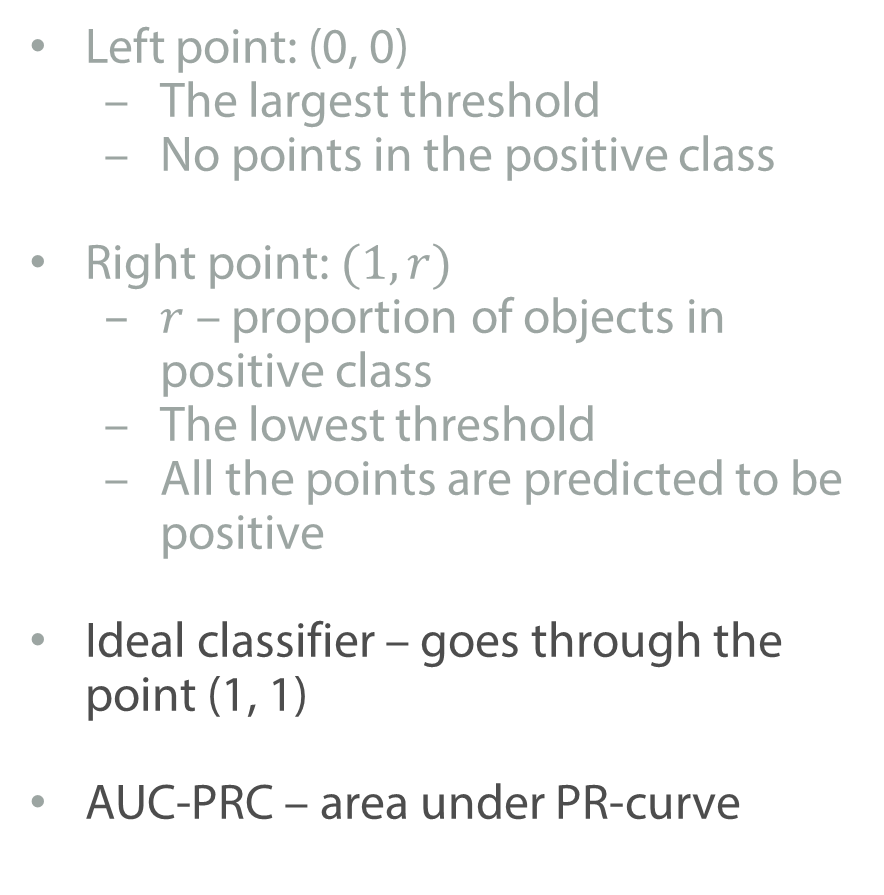 • Left point: (0, 0)
– The largest threshold
– No points in the positive class
• Right point: (1, r)
– r – proportion of objects in
positive class
– The lowest threshold
– All the points are predicted to be
positive
• Ideal classifier – goes through the
point (1, 1)
• AUC-PRC – area under PR-curve